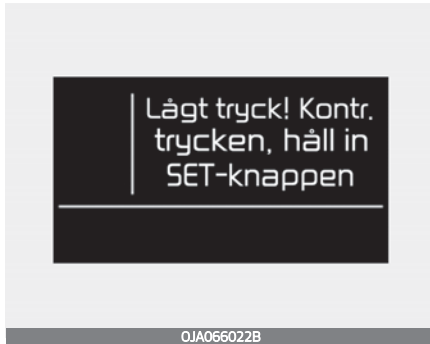 Lågt tryck! Kontr.
trycken, håll in
SET-knappen
OJA066022B